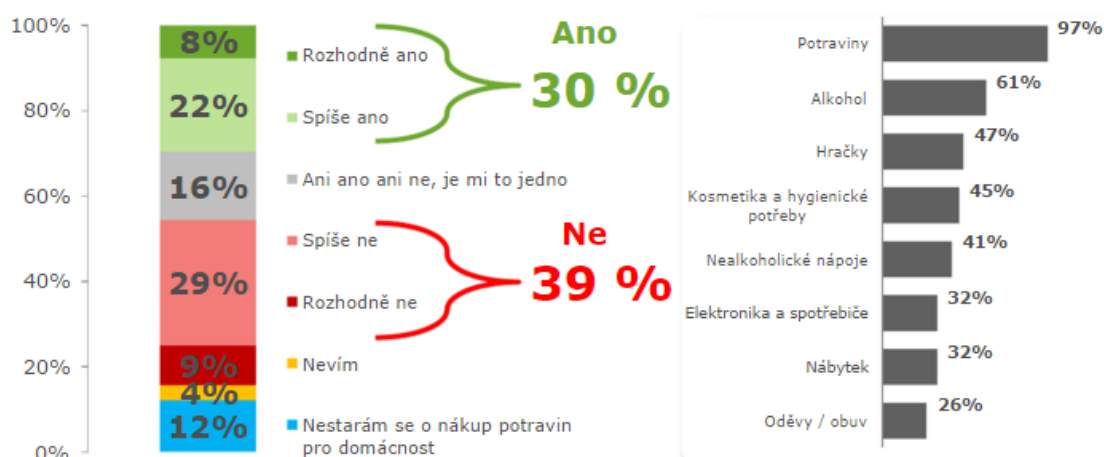 100%
80%
60%
40%
20%
0%
8%
22%
16%
29%
9%
4%
12%
Rozhodně ano
Spíše ano
Ani ano ani ne, je mi to jedno
Spíše ne
Rozhodně ne
Nevím
Nestarám se o nákup potravin
pro domácnost
Ano
30 %
Ne
39 %
Potraviny
97%
Alkohol
61%
Hračky
47%
Kosmetika a hygienické
potřeby
45%
Nealkoholické nápoje
41%
Elektronika a spotřebiče
32%
Nábytek
32%
Oděvy / obuv
26%